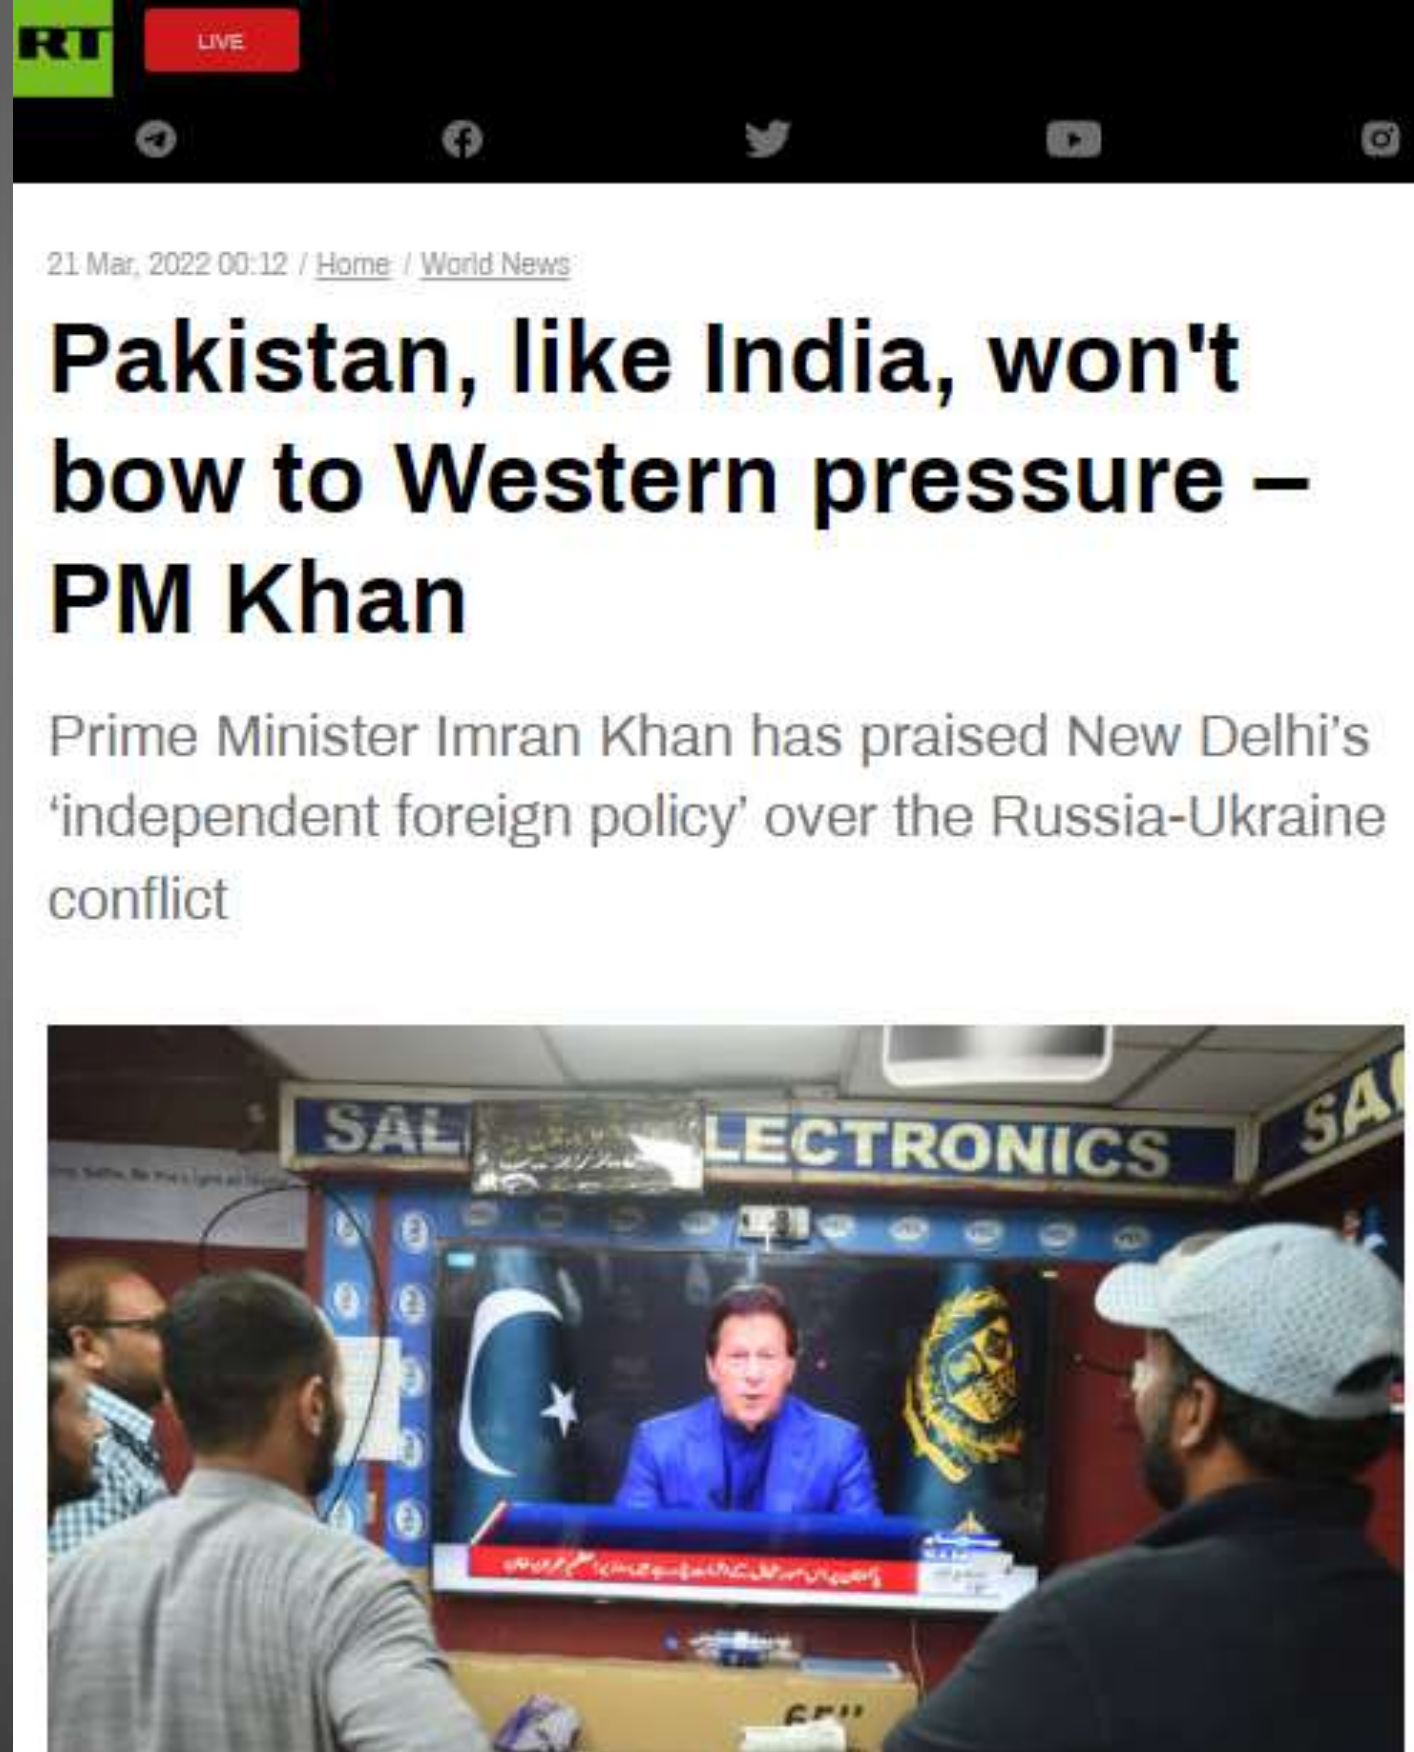 RT
LIVE
21 Mar, 2022 00:12 / Home / World News
Pakistan, like India, won't
bow to Western pressure –
PM Khan
Prime Minister Imran Khan has praised New Delhi’s
‘independent foreign policy’ over the Russia-Ukraine
conflict
SAL LECTRONICS SA
65"